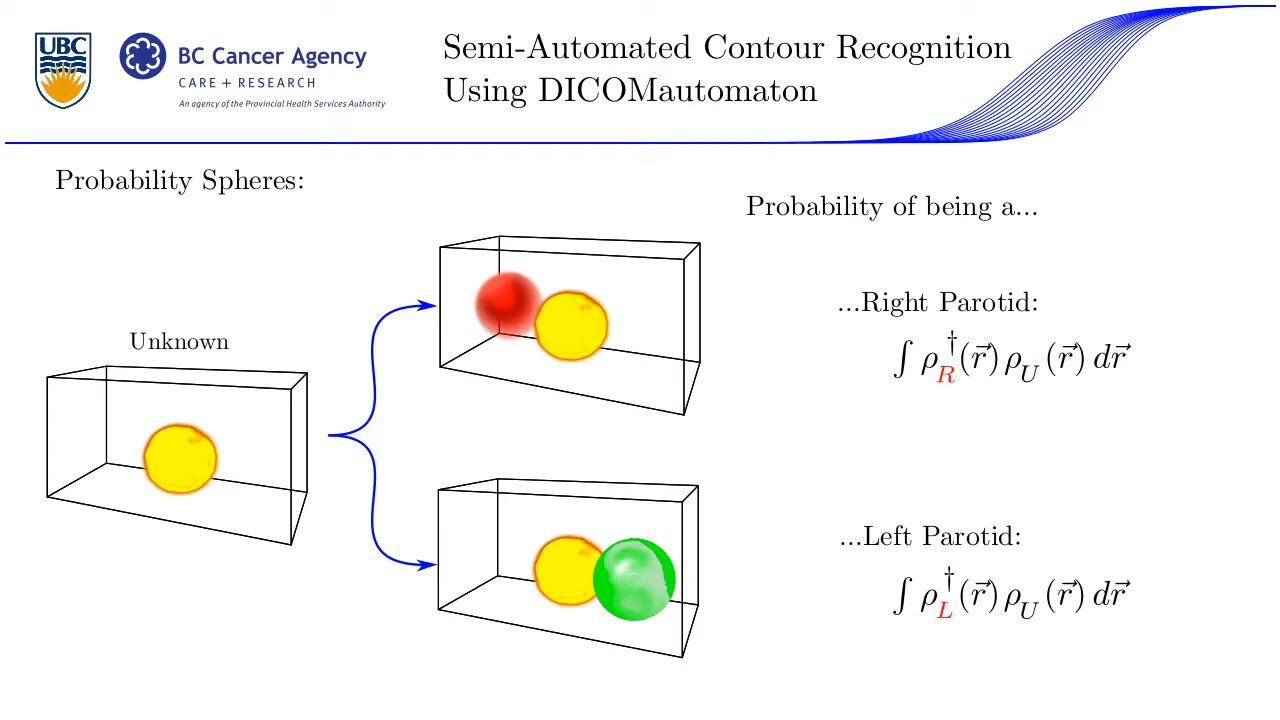 UBC
BC Cancer Agency
CARE + RESEARCH
An agency of the Provincial Health Services Authority
Semi-Automated Contour Recognition
Using DICOMautomaton
Probability Spheres:
Probability of being a...
Unknown
...Right Parotid:
∫ ρ_R^†(r⃗) ρ_U (r⃗) dr⃗
...Left Parotid:
∫ ρ_L^†(r⃗) ρ_U (r⃗) dr⃗